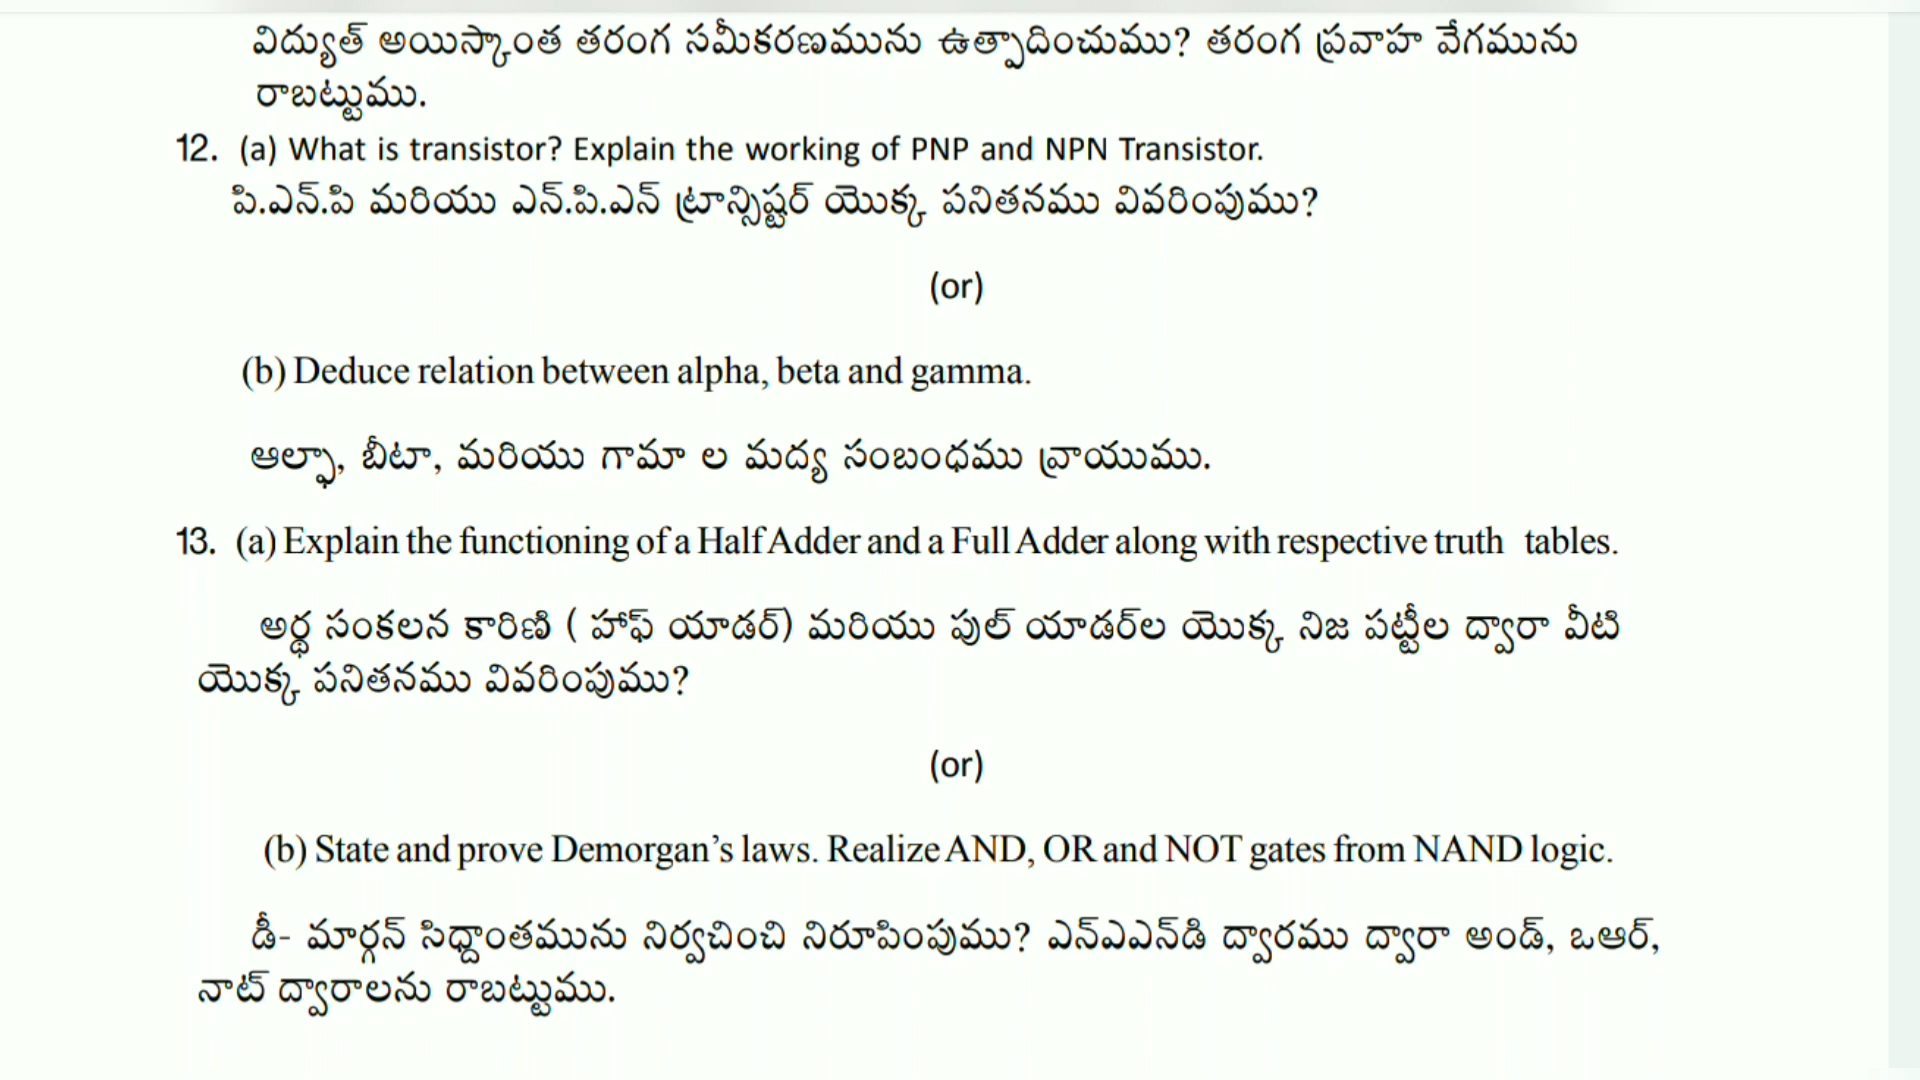 విద్యుత్ అయిస్కాంత తరంగ సమీకరణమును ఉత్పాదించుము? తరంగ ప్రవాహ వేగమును
రాబట్టుము.
12. (a) What is transistor? Explain the working of PNP and NPN Transistor.
పి.ఎన్.పి మరియు ఎన్.పి.ఎన్ ట్రాన్సిష్టర్ యొక్క పనితనము వివరింపుము?
(or)
(b) Deduce relation between alpha, beta and gamma.
ఆల్ఫా, బీటా, మరియు గామా ల మద్య సంబంధము వ్రాయుము.
13. (a) Explain the functioning of a Half Adder and a Full Adder along with respective truth tables.
అర్థ సంకలన కారిణి ( హాఫ్ యాడర్) మరియు పుల్ యాడర్‌ల యొక్క నిజ పట్టీల ద్వారా వీటి
యొక్క పనితనము వివరింపుము?
(or)
(b) State and prove Demorgan’s laws. Realize AND, OR and NOT gates from NAND logic.
డీ- మార్గన్ సిద్ధాంతమును నిర్వచించి నిరూపింపుము? ఎన్ఎఎన్‌డి ద్వారము ద్వారా అండ్, ఒఆర్,
నాట్ ద్వారాలను రాబట్టుము.